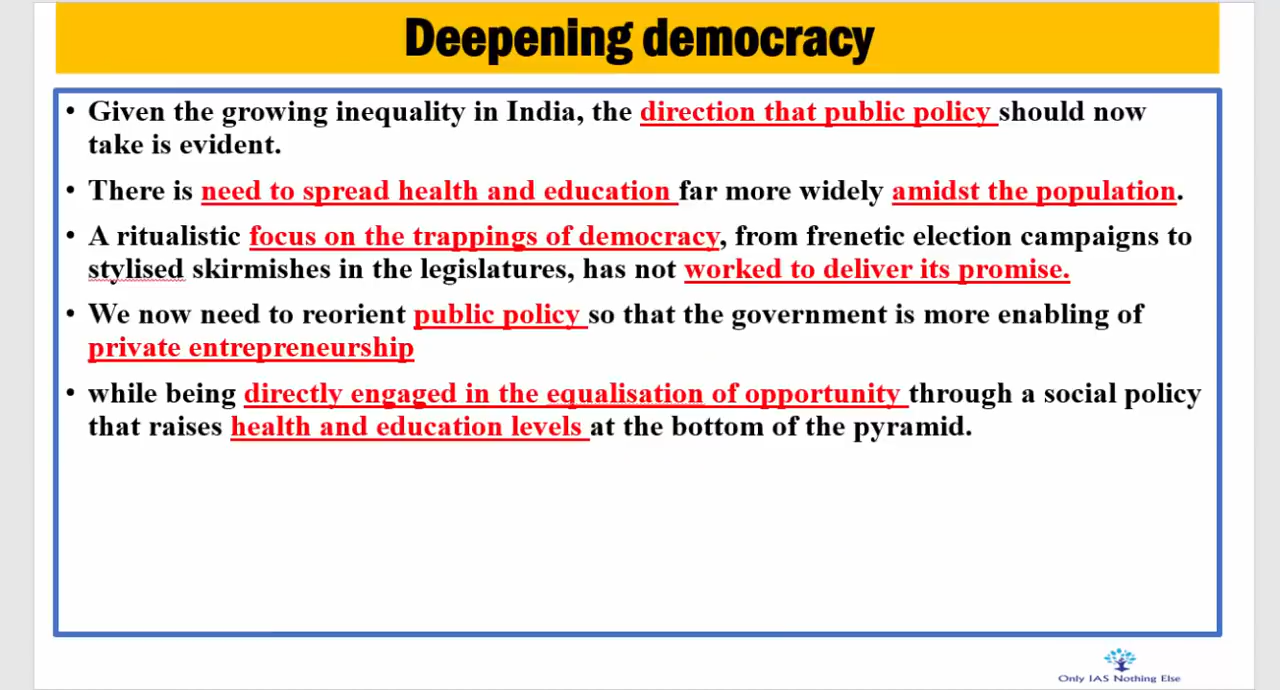 Deepening democracy
• Given the growing inequality in India, the direction that public policy should now
take is evident.
• There is need to spread health and education far more widely amidst the population.
• A ritualistic focus on the trappings of democracy, from frenetic election campaigns to
stylised skirmishes in the legislatures, has not worked to deliver its promise.
• We now need to reorient public policy so that the government is more enabling of
private entrepreneurship
• while being directly engaged in the equalisation of opportunity through a social policy
that raises health and education levels at the bottom of the pyramid.
Only IAS Nothing Else